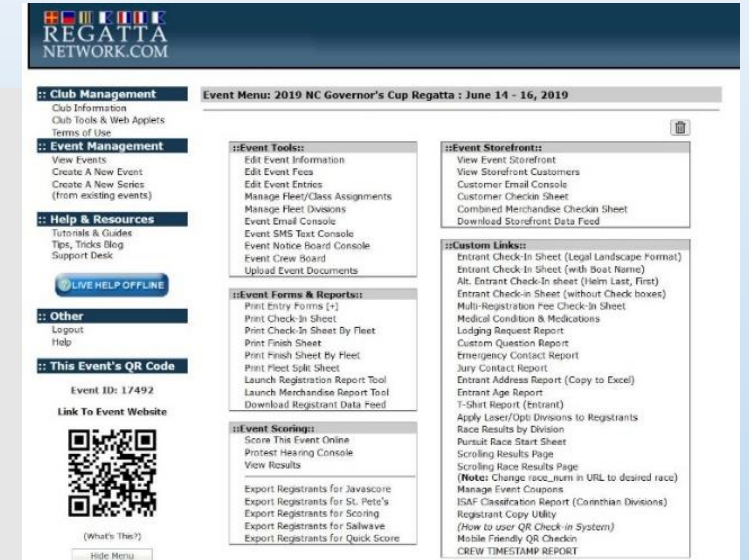 REGATTA
NETWORK.COM
:: Club Management
Club Information
Club Tools & Web Applets
Terms of Use
:: Event Management
View Events
Create A New Event
Create A New Series
(from existing events)
:: Help & Resources
Tutorials & Guides
Tips, Tricks Blog
Support Desk
LIVE HELP OFFLINE
:: Other
Logout
Help
:: This Event's QR Code
Event ID: 17492
Link To Event Website
(What's This?)
Hide Menu
Event Menu: 2019 NC Governor's Cup Regatta : June 14 - 16, 2019
::Event Tools::
Edit Event Information
Edit Event Fees
Edit Event Entries
Manage Fleet/Class Assignments
Manage Fleet Divisions
Event Email Console
Event SMS Text Console
Event Notice Board Console
Event Crew Board
Upload Event Documents
::Event Forms & Reports::
Print Entry Forms [+]
Print Check-In Sheet
Print Check-In Sheet By Fleet
Print Finish Sheet
Print Finish Sheet By Fleet
Print Fleet Split Sheet
Launch Registration Report Tool
Launch Merchandise Report Tool
Download Registrant Data Feed
::Event Scoring::
Score This Event Online
Protest Hearing Console
View Results
Export Registrants for Javascore
Export Registrants for St. Pete's
Export Registrants for Scoring
Export Registrants for Sailwave
Export Registrants for Quick Score
::Event Storefront::
View Event Storefront
View Storefront Customers
Customer Email Console
Customer Checkin Sheet
Combined Merchandise Checkin Sheet
Download Storefront Data Feed
::Custom Links::
Entrant Check-In Sheet (Legal Landscape Format)
Entrant Check-In Sheet (with Boat Name)
Alt. Entrant Check-in sheet (Helm Last, First)
Entrant Check-in Sheet (without Check boxes)
Multi-Registration Fee Check-In Sheet
Medical Condition & Medications
Lodging Request Report
Custom Question Report
Emergency Contact Report
Jury Contact Report
Entrant Address Report (Copy to Excel)
Entrant Age Report
T-Shirt Report (Entrant)
Apply Laser/Opti Divisions to Registrants
Race Results by Division
Pursuit Race Start Sheet
Scrolling Results Page
Scrolling Race Results Page
(Note: Change race_num in URL to desired race)
Manage Event Coupons
ISAF Classifcation Report (Corinthian Divisions)
Registrant Copy Utility
(How to user QR Check-in System)
Mobile Friendly QR Checkin
CREW TIMESTAMP REPORT